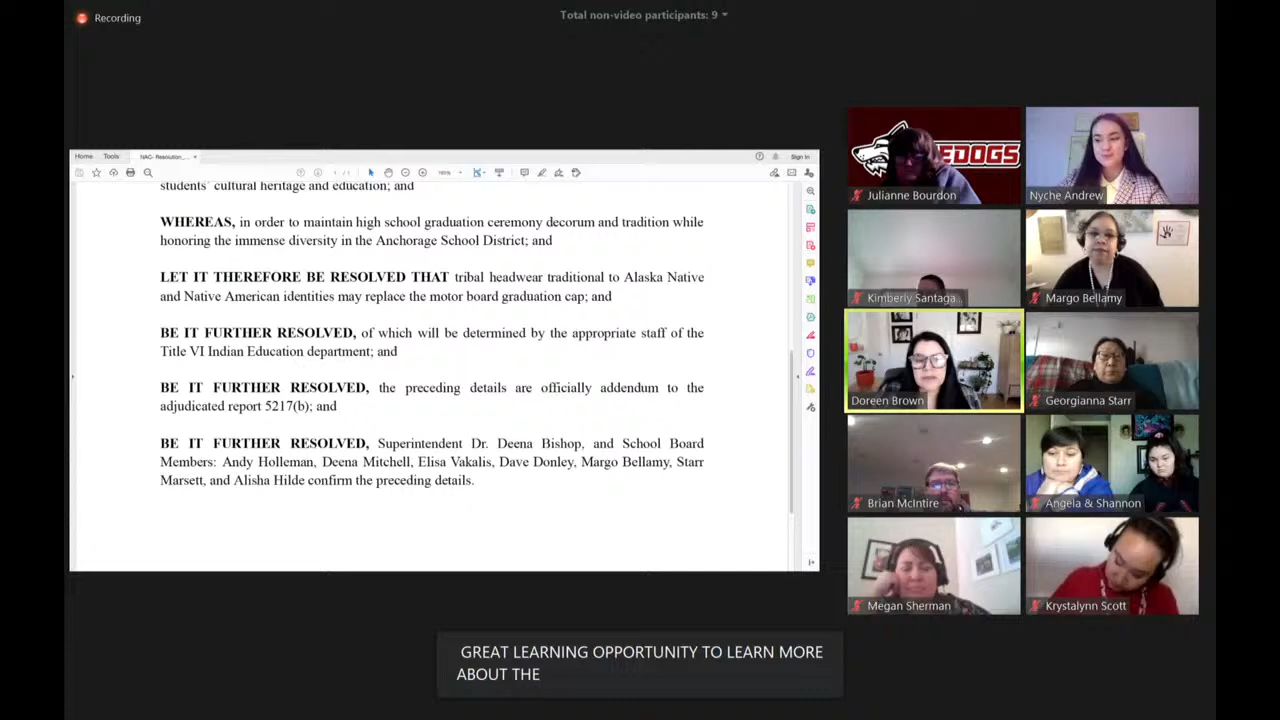 Recording
Total non-video participants: 9
Home Tools NAC- Resolution_... × Sign In
students' cultural heritage and education; and
WHEREAS, in order to maintain high school graduation ceremony decorum and tradition while
honoring the immense diversity in the Anchorage School District; and
LET IT THEREFORE BE RESOLVED THAT tribal headwear traditional to Alaska Native
and Native American identities may replace the motor board graduation cap; and
BE IT FURTHER RESOLVED, of which will be determined by the appropriate staff of the
Title VI Indian Education department; and
BE IT FURTHER RESOLVED, the preceding details are officially addendum to the
adjudicated report 5217(b); and
BE IT FURTHER RESOLVED, Superintendent Dr. Deena Bishop, and School Board
Members: Andy Holleman, Deena Mitchell, Elisa Vakalis, Dave Donley, Margo Bellamy, Starr
Marsett, and Alisha Hilde confirm the preceding details.
EDOGS
Julianne Bourdon
Nyche Andrew
Kimberly Santaga...
Margo Bellamy
Doreen Brown
Georgianna Starr
Brian McIntire
Angela & Shannon
Megan Sherman
Krystalynn Scott
GREAT LEARNING OPPORTUNITY TO LEARN MORE
ABOUT THE